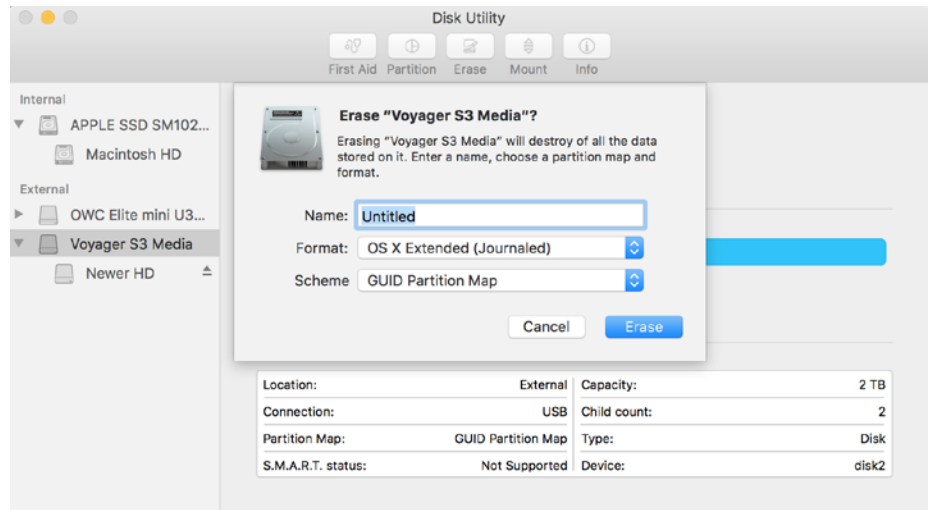 Disk Utility
First Aid Partition Erase Mount Info
Internal
APPLE SSD SM102...
Macintosh HD
External
OWC Elite mini U3...
Voyager S3 Media
Newer HD
Erase “Voyager S3 Media”?
Erasing “Voyager S3 Media” will destroy of all the data
stored on it. Enter a name, choose a partition map and
format.
Name: Untitled
Format: OS X Extended (Journaled)
Scheme GUID Partition Map
Cancel Erase
Location: External Capacity: 2 TB
Connection: USB Child count: 2
Partition Map: GUID Partition Map Type: Disk
S.M.A.R.T. status: Not Supported Device: disk2